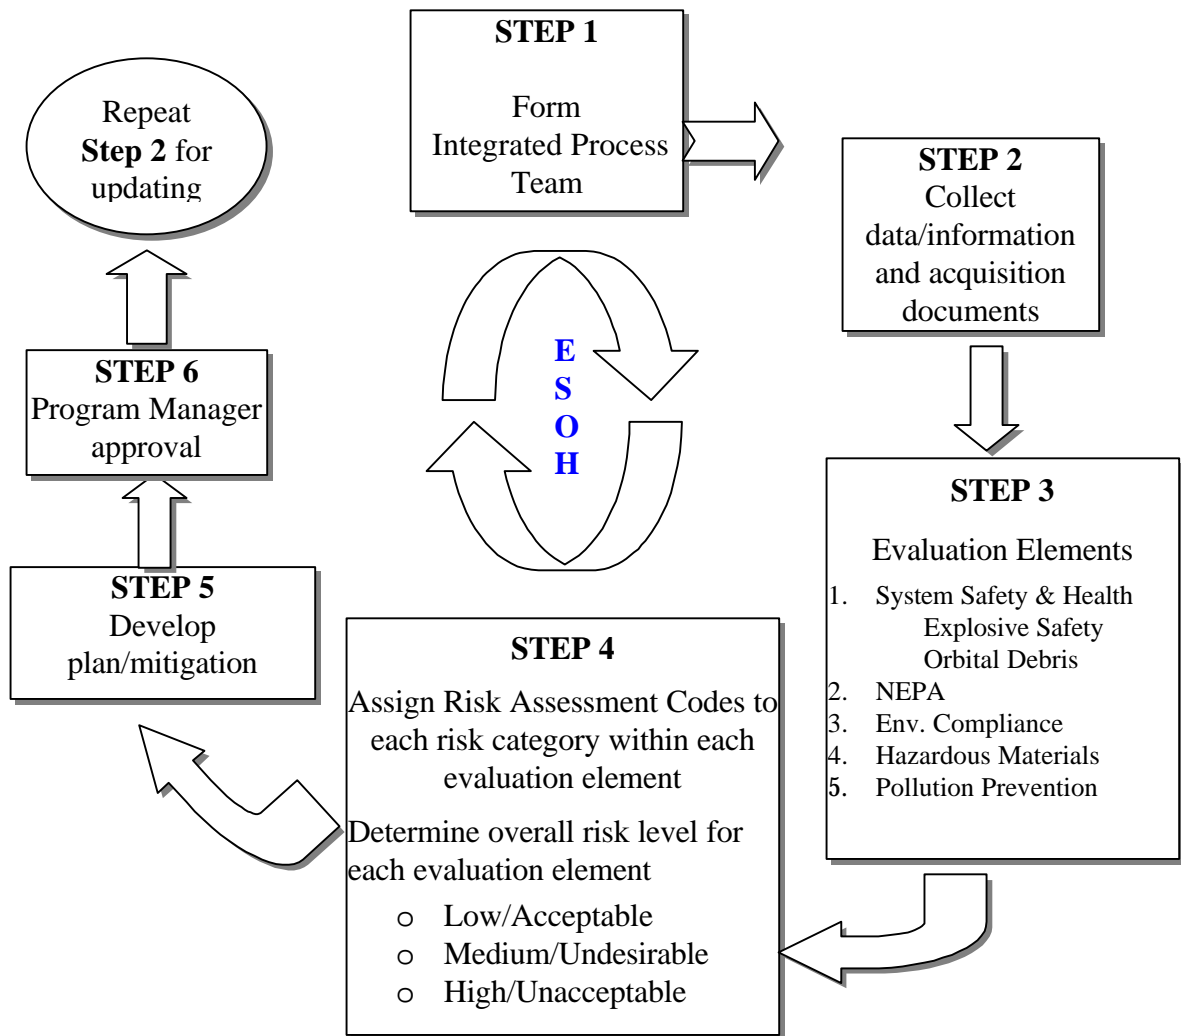 STEP 1
Form
Integrated Process
Team
STEP 2
Collect
data/information
and acquisition
documents
STEP 3
Evaluation Elements
1. System Safety & Health
Explosive Safety
Orbital Debris
2. NEPA
3. Env. Compliance
4. Hazardous Materials
5. Pollution Prevention
STEP 4
Assign Risk Assessment Codes to
each risk category within each
evaluation element
Determine overall risk level for
each evaluation element
o Low/Acceptable
o Medium/Undesirable
o High/Unacceptable
STEP 5
Develop
plan/mitigation
STEP 6
Program Manager
approval
Repeat
Step 2 for
updating
E
S
O
H